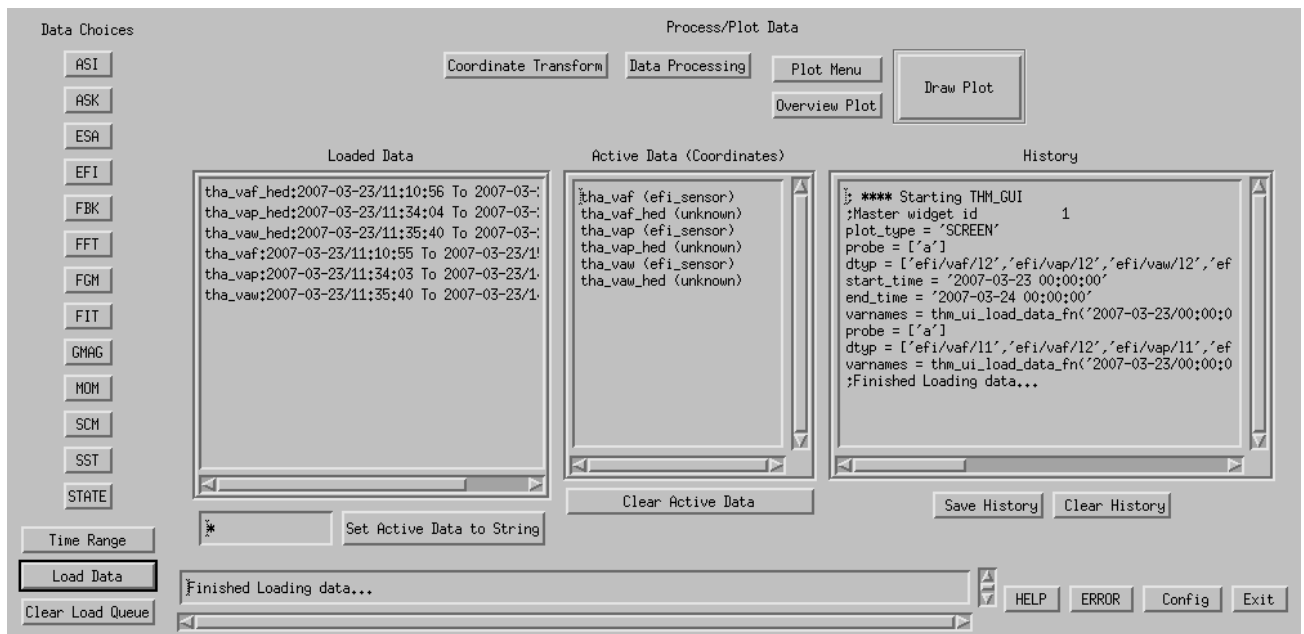 Data Choices
ASI
ASK
ESA
EFI
FBK
FFT
FGM
FIT
GMAG
MOM
SCM
SST
STATE
Time Range
Load Data
Clear Load Queue
Process/Plot Data
Coordinate Transform
Data Processing
Plot Menu
Overview Plot
Draw Plot
Loaded Data
tha_vaf_hed:2007-03-23/11:10:56 To 2007-03-
tha_vap_hed:2007-03-23/11:34:04 To 2007-03-
tha_vaw_hed:2007-03-23/11:35:40 To 2007-03-
tha_vaf:2007-03-23/11:10:55 To 2007-03-23/1
tha_vap:2007-03-23/11:34:03 To 2007-03-23/1
tha_vaw:2007-03-23/11:35:40 To 2007-03-23/1
*
Set Active Data to String
Active Data (Coordinates)
tha_vaf (efi_sensor)
tha_vaf_hed (unknown)
tha_vap (efi_sensor)
tha_vap_hed (unknown)
tha_vaw (efi_sensor)
tha_vaw_hed (unknown)
Clear Active Data
History
; **** Starting THM_GUI
;Master widget id 1
plot_type = 'SCREEN'
probe = ['a']
dtyp = ['efi/vaf/l2','efi/vap/l2','efi/vaw/l2','ef
start_time = '2007-03-23 00:00:00'
end_time = '2007-03-24 00:00:00'
varnames = thm_ui_load_data_fn('2007-03-23/00:00:0
probe = ['a']
dtyp = ['efi/vaf/l1','efi/vaf/l2','efi/vap/l1','ef
varnames = thm_ui_load_data_fn('2007-03-23/00:00:0
;Finished Loading data...
Save History
Clear History
Finished Loading data...
HELP
ERROR
Config
Exit